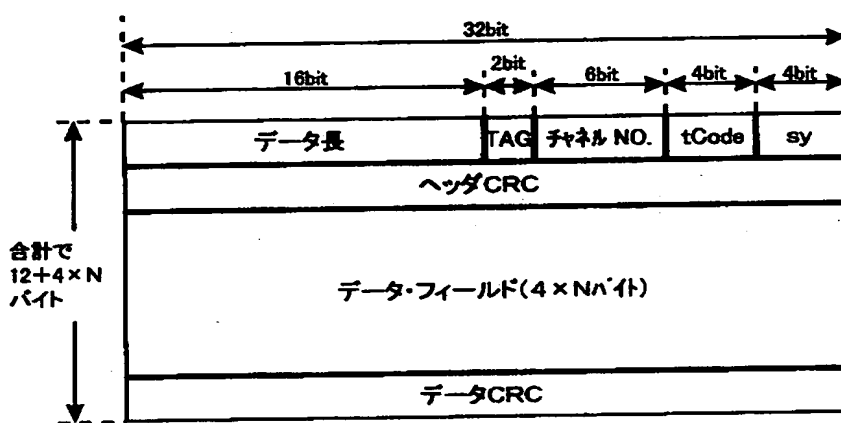 32bit
16bit
2bit
6bit
4bit
4bit
データ長
TAG
チャネル NO.
tCode
sy
ヘッダCRC
合計で
12+4×N
バイト
データ・フィールド(4×Nバイト)
データCRC